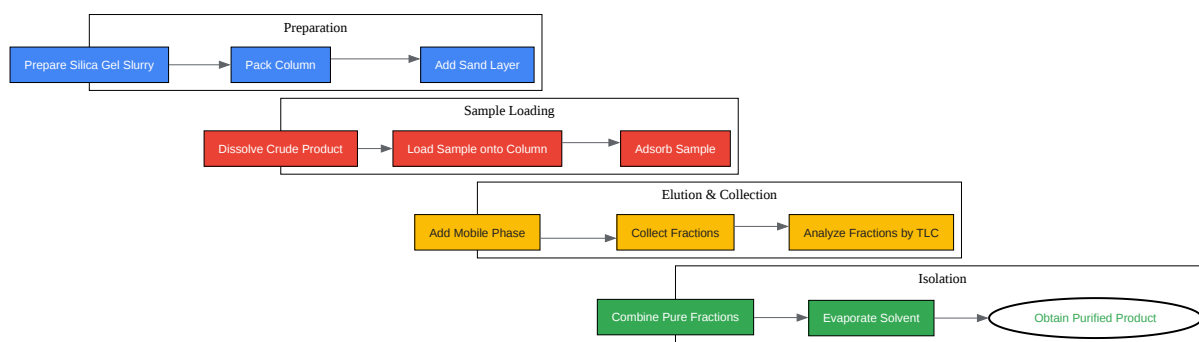 Preparation
Prepare Silica Gel Slurry
Pack Column
Add Sand Layer
Sample Loading
Dissolve Crude Product
Load Sample onto Column
Adsorb Sample
Elution & Collection
Add Mobile Phase
Collect Fractions
Analyze Fractions by TLC
Isolation
Combine Pure Fractions
Evaporate Solvent
Obtain Purified Product